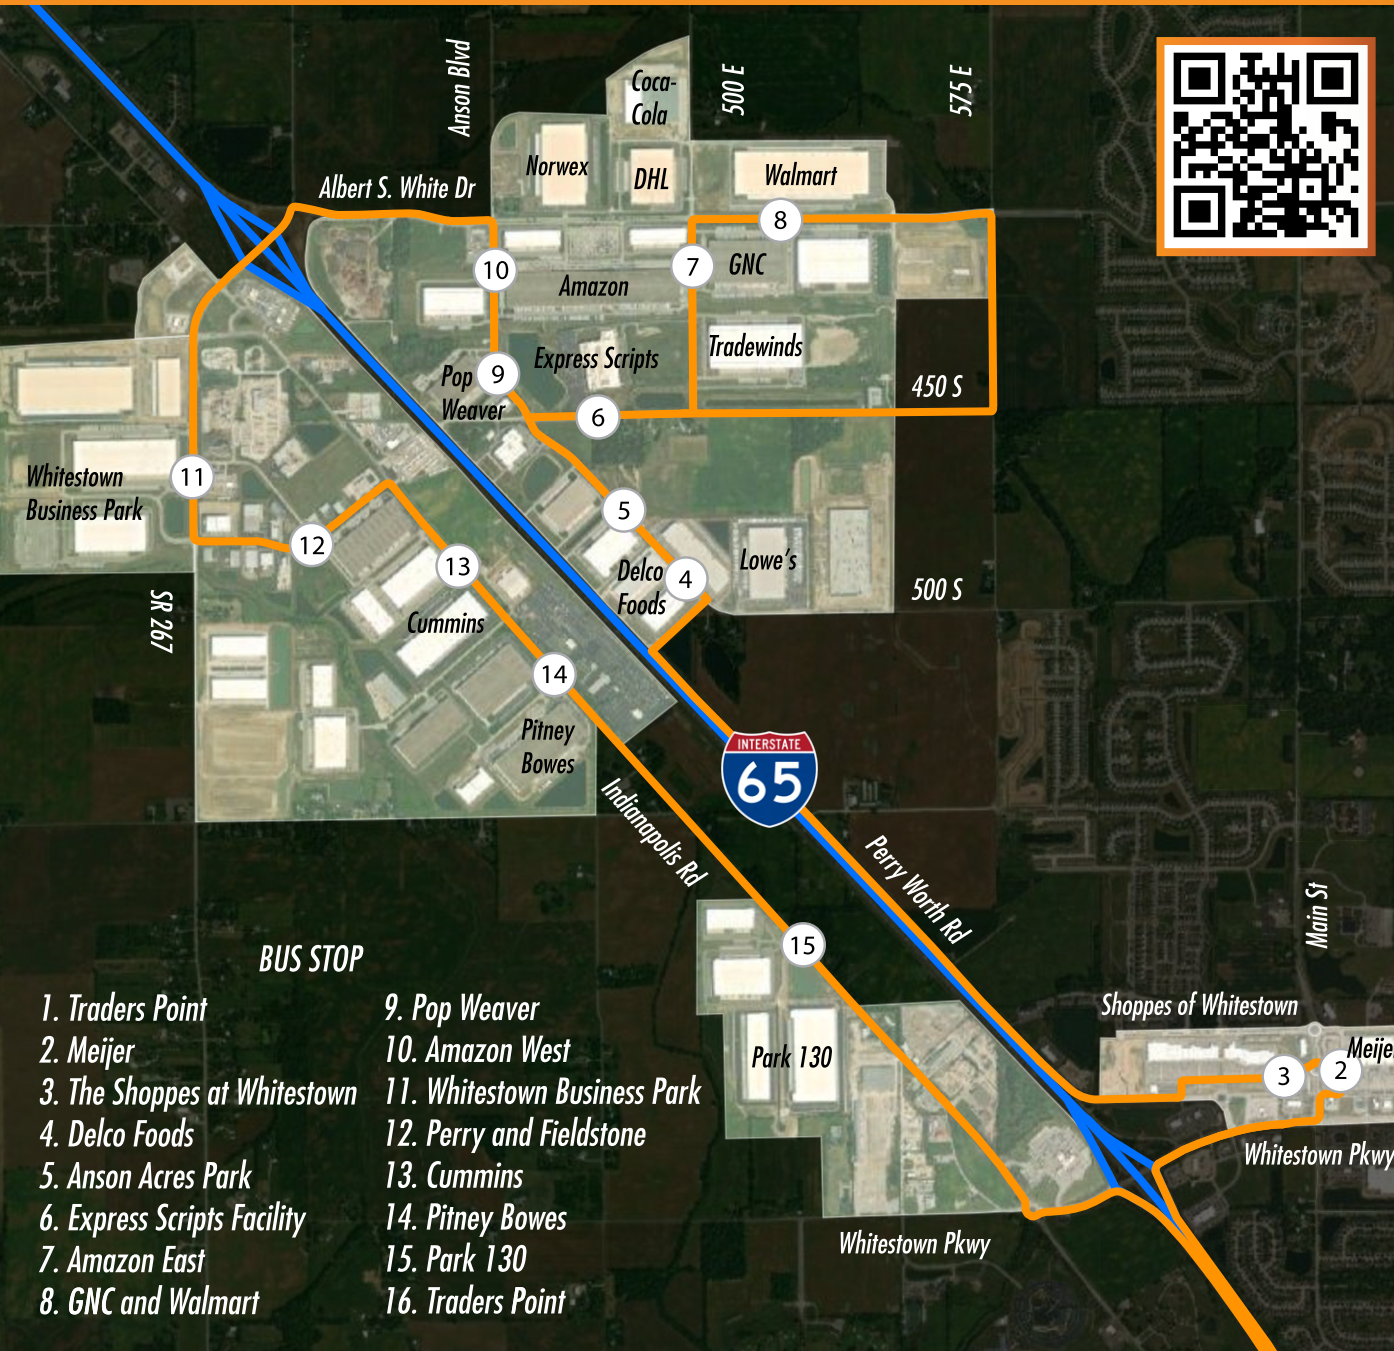 Anson Blvd
Coca-
Cola
500 E
575 E
Norwex
DHL
Walmart
Albert S. White Dr
8
10
7
GNC
Amazon
Tradewinds
Express Scripts
Pop
Weaver
9
450 S
6
Whitestown
Business Park
11
5
12
13
Delco
Foods
4
Lowe's
500 S
SR 267
Cummins
14
Pitney
Bowes
INTERSTATE
65
Indianapolis Rd
Perry Worth Rd
Main St
15
Shoppes of Whitestown
Park 130
3
2
Meije
Whitestown Pkwy
Whitestown Pkwy
BUS STOP
1. Traders Point
2. Meijer
3. The Shoppes at Whitestown
4. Delco Foods
5. Anson Acres Park
6. Express Scripts Facility
7. Amazon East
8. GNC and Walmart
9. Pop Weaver
10. Amazon West
11. Whitestown Business Park
12. Perry and Fieldstone
13. Cummins
14. Pitney Bowes
15. Park 130
16. Traders Point